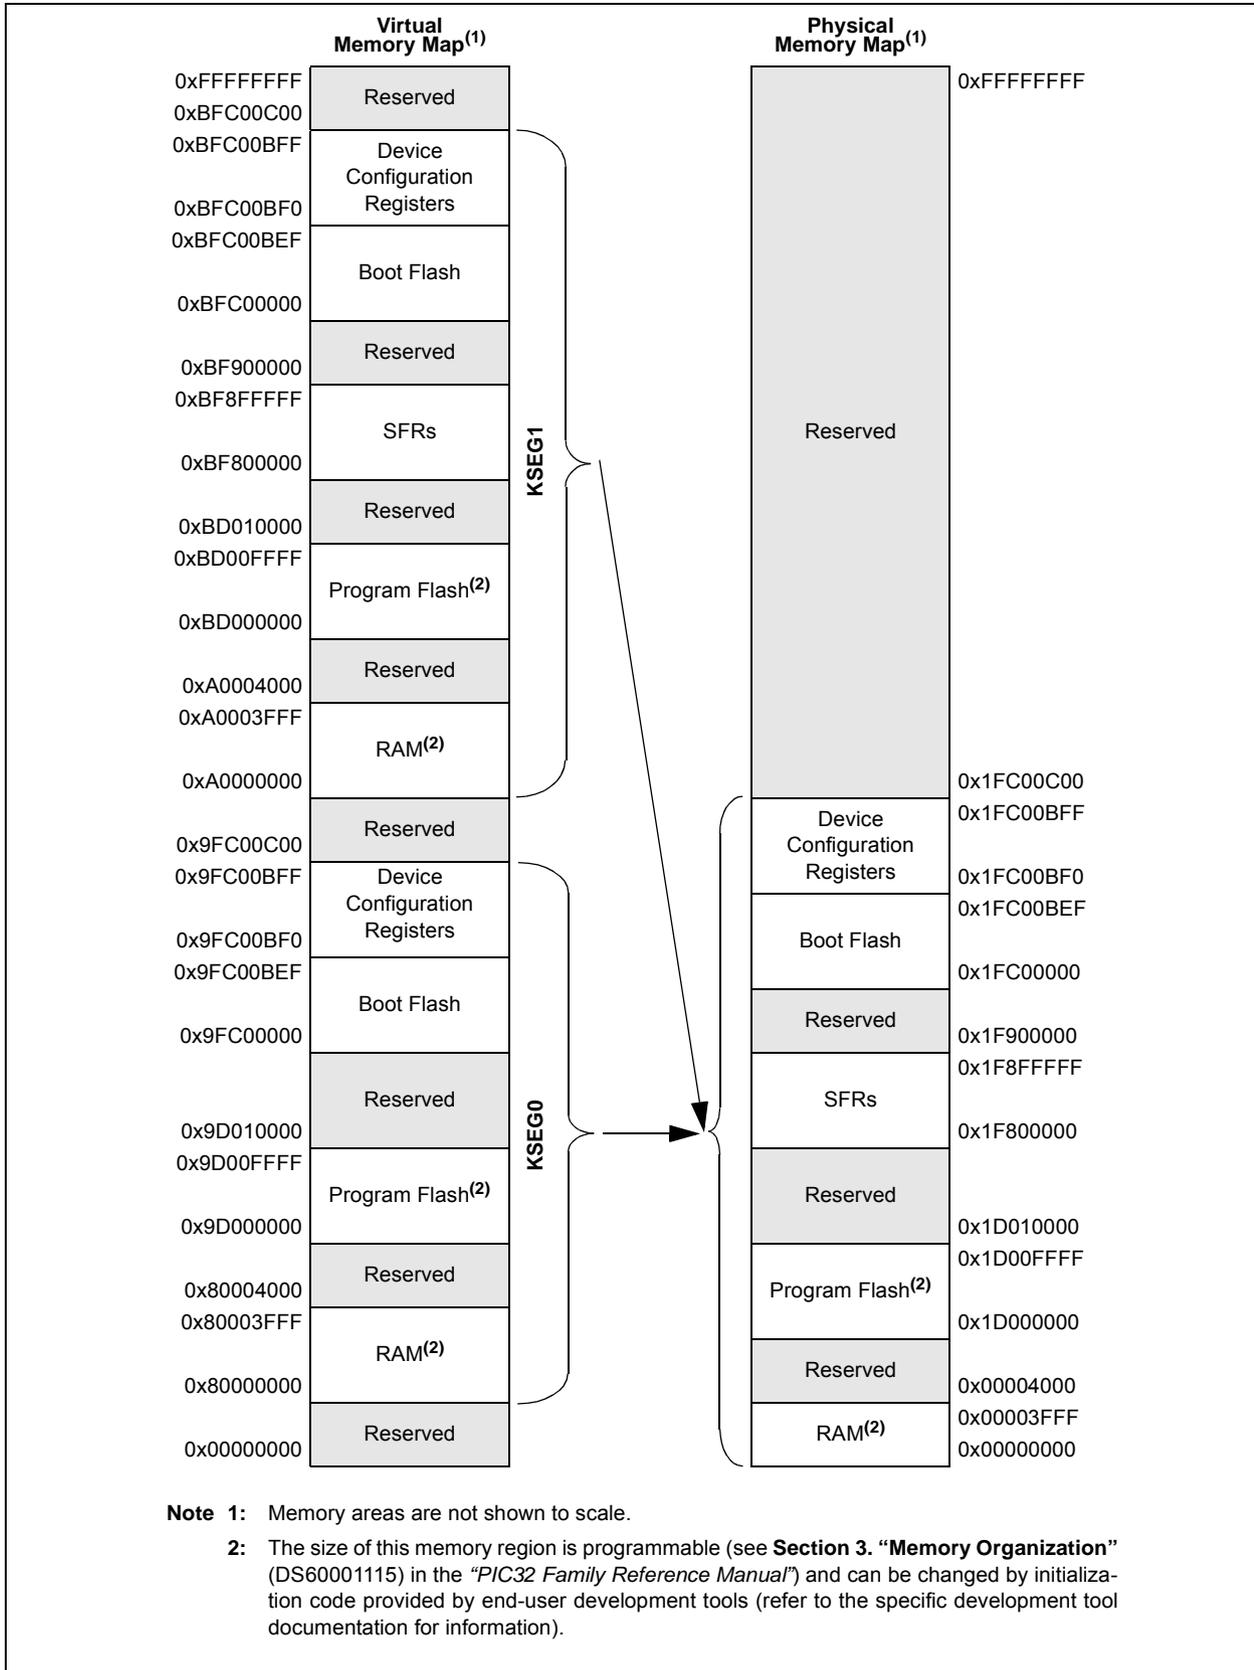 Virtual
Memory Map(1)
0xFFFFFFFF
Reserved
0xBFC00C00
0xBFC00BFF
Device
Configuration
Registers
0xBFC00BF0
0xBFC00BEF
Boot Flash
0xBFC00000
Reserved
0xBF900000
0xBF8FFFFF
SFRs
0xBF800000
Reserved
0xBD010000
0xBD00FFFF
Program Flash(2)
0xBD000000
Reserved
0xA0004000
0xA0003FFF
RAM(2)
0xA0000000
KSEG1
Reserved
0x9FC00C00
0x9FC00BFF
Device
Configuration
Registers
0x9FC00BF0
0x9FC00BEF
Boot Flash
0x9FC00000
Reserved
0x9D010000
0x9D00FFFF
Program Flash(2)
0x9D000000
Reserved
0x80004000
0x80003FFF
RAM(2)
0x80000000
KSEG0
Reserved
0x00000000
Physical
Memory Map(1)
0xFFFFFFFF
Reserved
0x1FC00C00
0x1FC00BFF
Device
Configuration
Registers
0x1FC00BF0
0x1FC00BEF
Boot Flash
0x1FC00000
Reserved
0x1F900000
0x1F8FFFFF
SFRs
0x1F800000
Reserved
0x1D010000
0x1D00FFFF
Program Flash(2)
0x1D000000
Reserved
0x00004000
0x00003FFF
RAM(2)
0x00000000
Note 1: Memory areas are not shown to scale.
2: The size of this memory region is programmable (see Section 3. “Memory Organization”
(DS60001115) in the “PIC32 Family Reference Manual”) and can be changed by initializa-
tion code provided by end-user development tools (refer to the specific development tool
documentation for information).